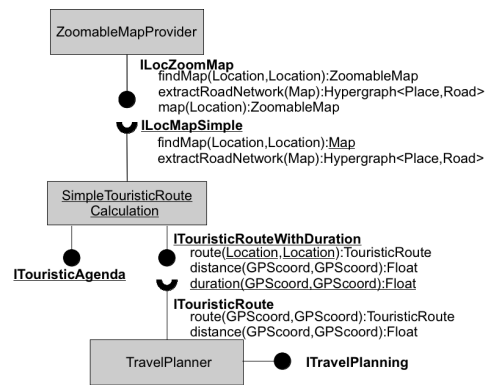 ZoomableMapProvider
ILocZoomMap
findMap(Location,Location):ZoomableMap
extractRoadNetwork(Map):Hypergraph<Place,Road>
map(Location):ZoomableMap
ILocMapSimple
findMap(Location,Location):Map
extractRoadNetwork(Map):Hypergraph<Place,Road>
SimpleTouristicRoute
Calculation
ITouristicAgenda
ITouristicRouteWithDuration
route(Location,Location):TouristicRoute
distance(GPScoord,GPScoord):Float
duration(GPScoord,GPScoord):Float
ITouristicRoute
route(GPScoord,GPScoord):TouristicRoute
distance(GPScoord,GPScoord):Float
TravelPlanner
ITravelPlanning